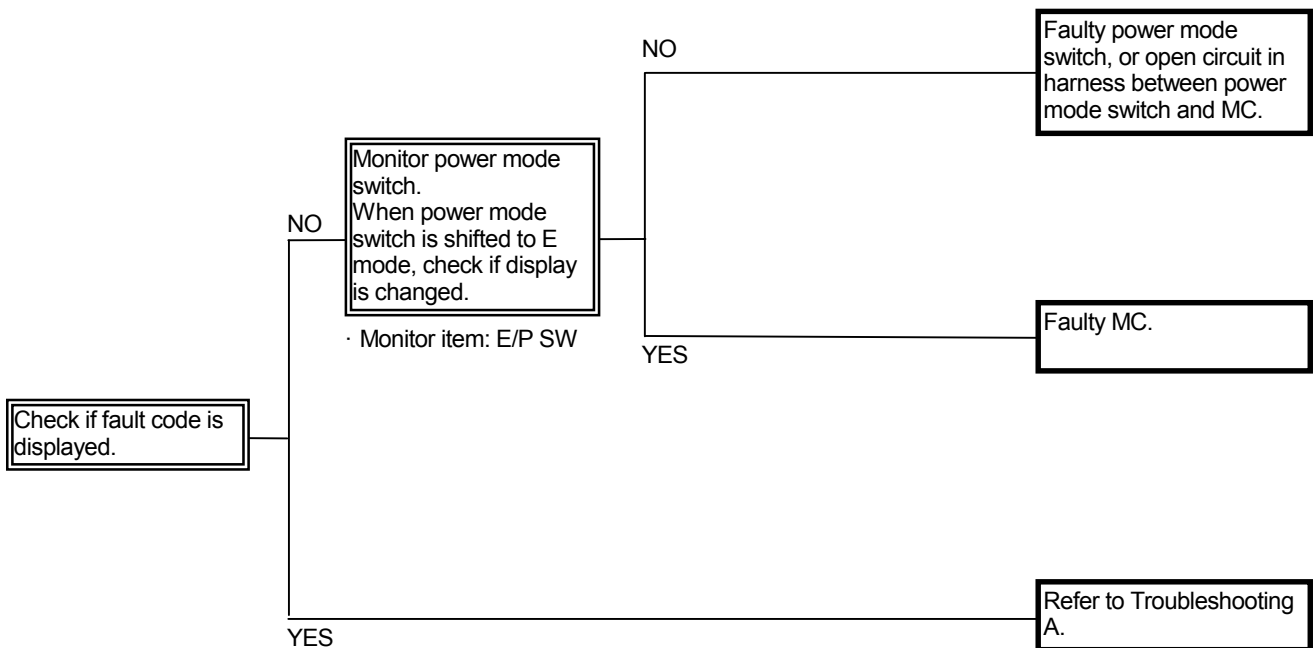 Check if fault code is
displayed.
NO
Monitor power mode
switch.
When power mode
switch is shifted to E
mode, check if display
is changed.
· Monitor item: E/P SW
NO
Faulty power mode
switch, or open circuit in
harness between power
mode switch and MC.
YES
Faulty MC.
YES
Refer to Troubleshooting
A.